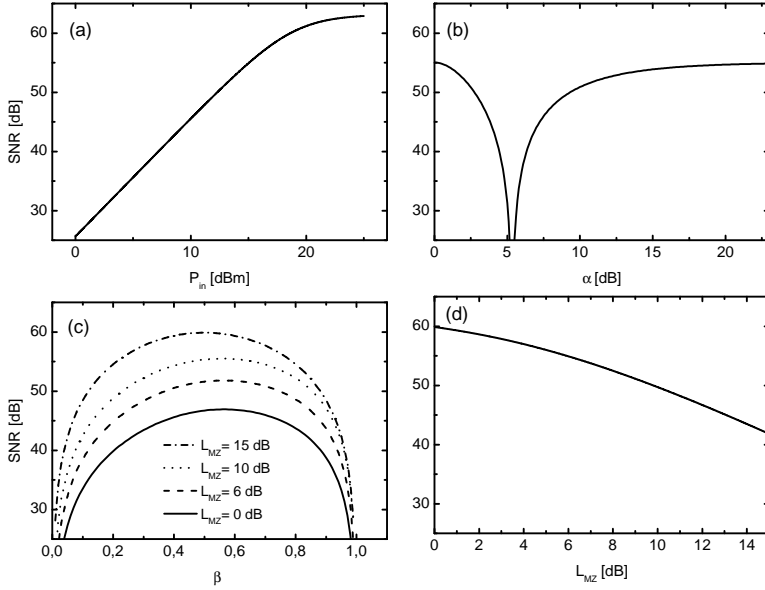 (a)
60
50
40
30
0
10
20
SNR [dB]
P_in [dBm]
(b)
60
50
40
30
0
5
10
15
20
α [dB]
(c)
60
50
40
30
0,0
0,2
0,4
0,6
0,8
1,0
SNR [dB]
β
L_MZ = 15 dB
L_MZ = 10 dB
L_MZ = 6 dB
L_MZ = 0 dB
(d)
60
50
40
30
0
2
4
6
8
10
12
14
L_MZ [dB]